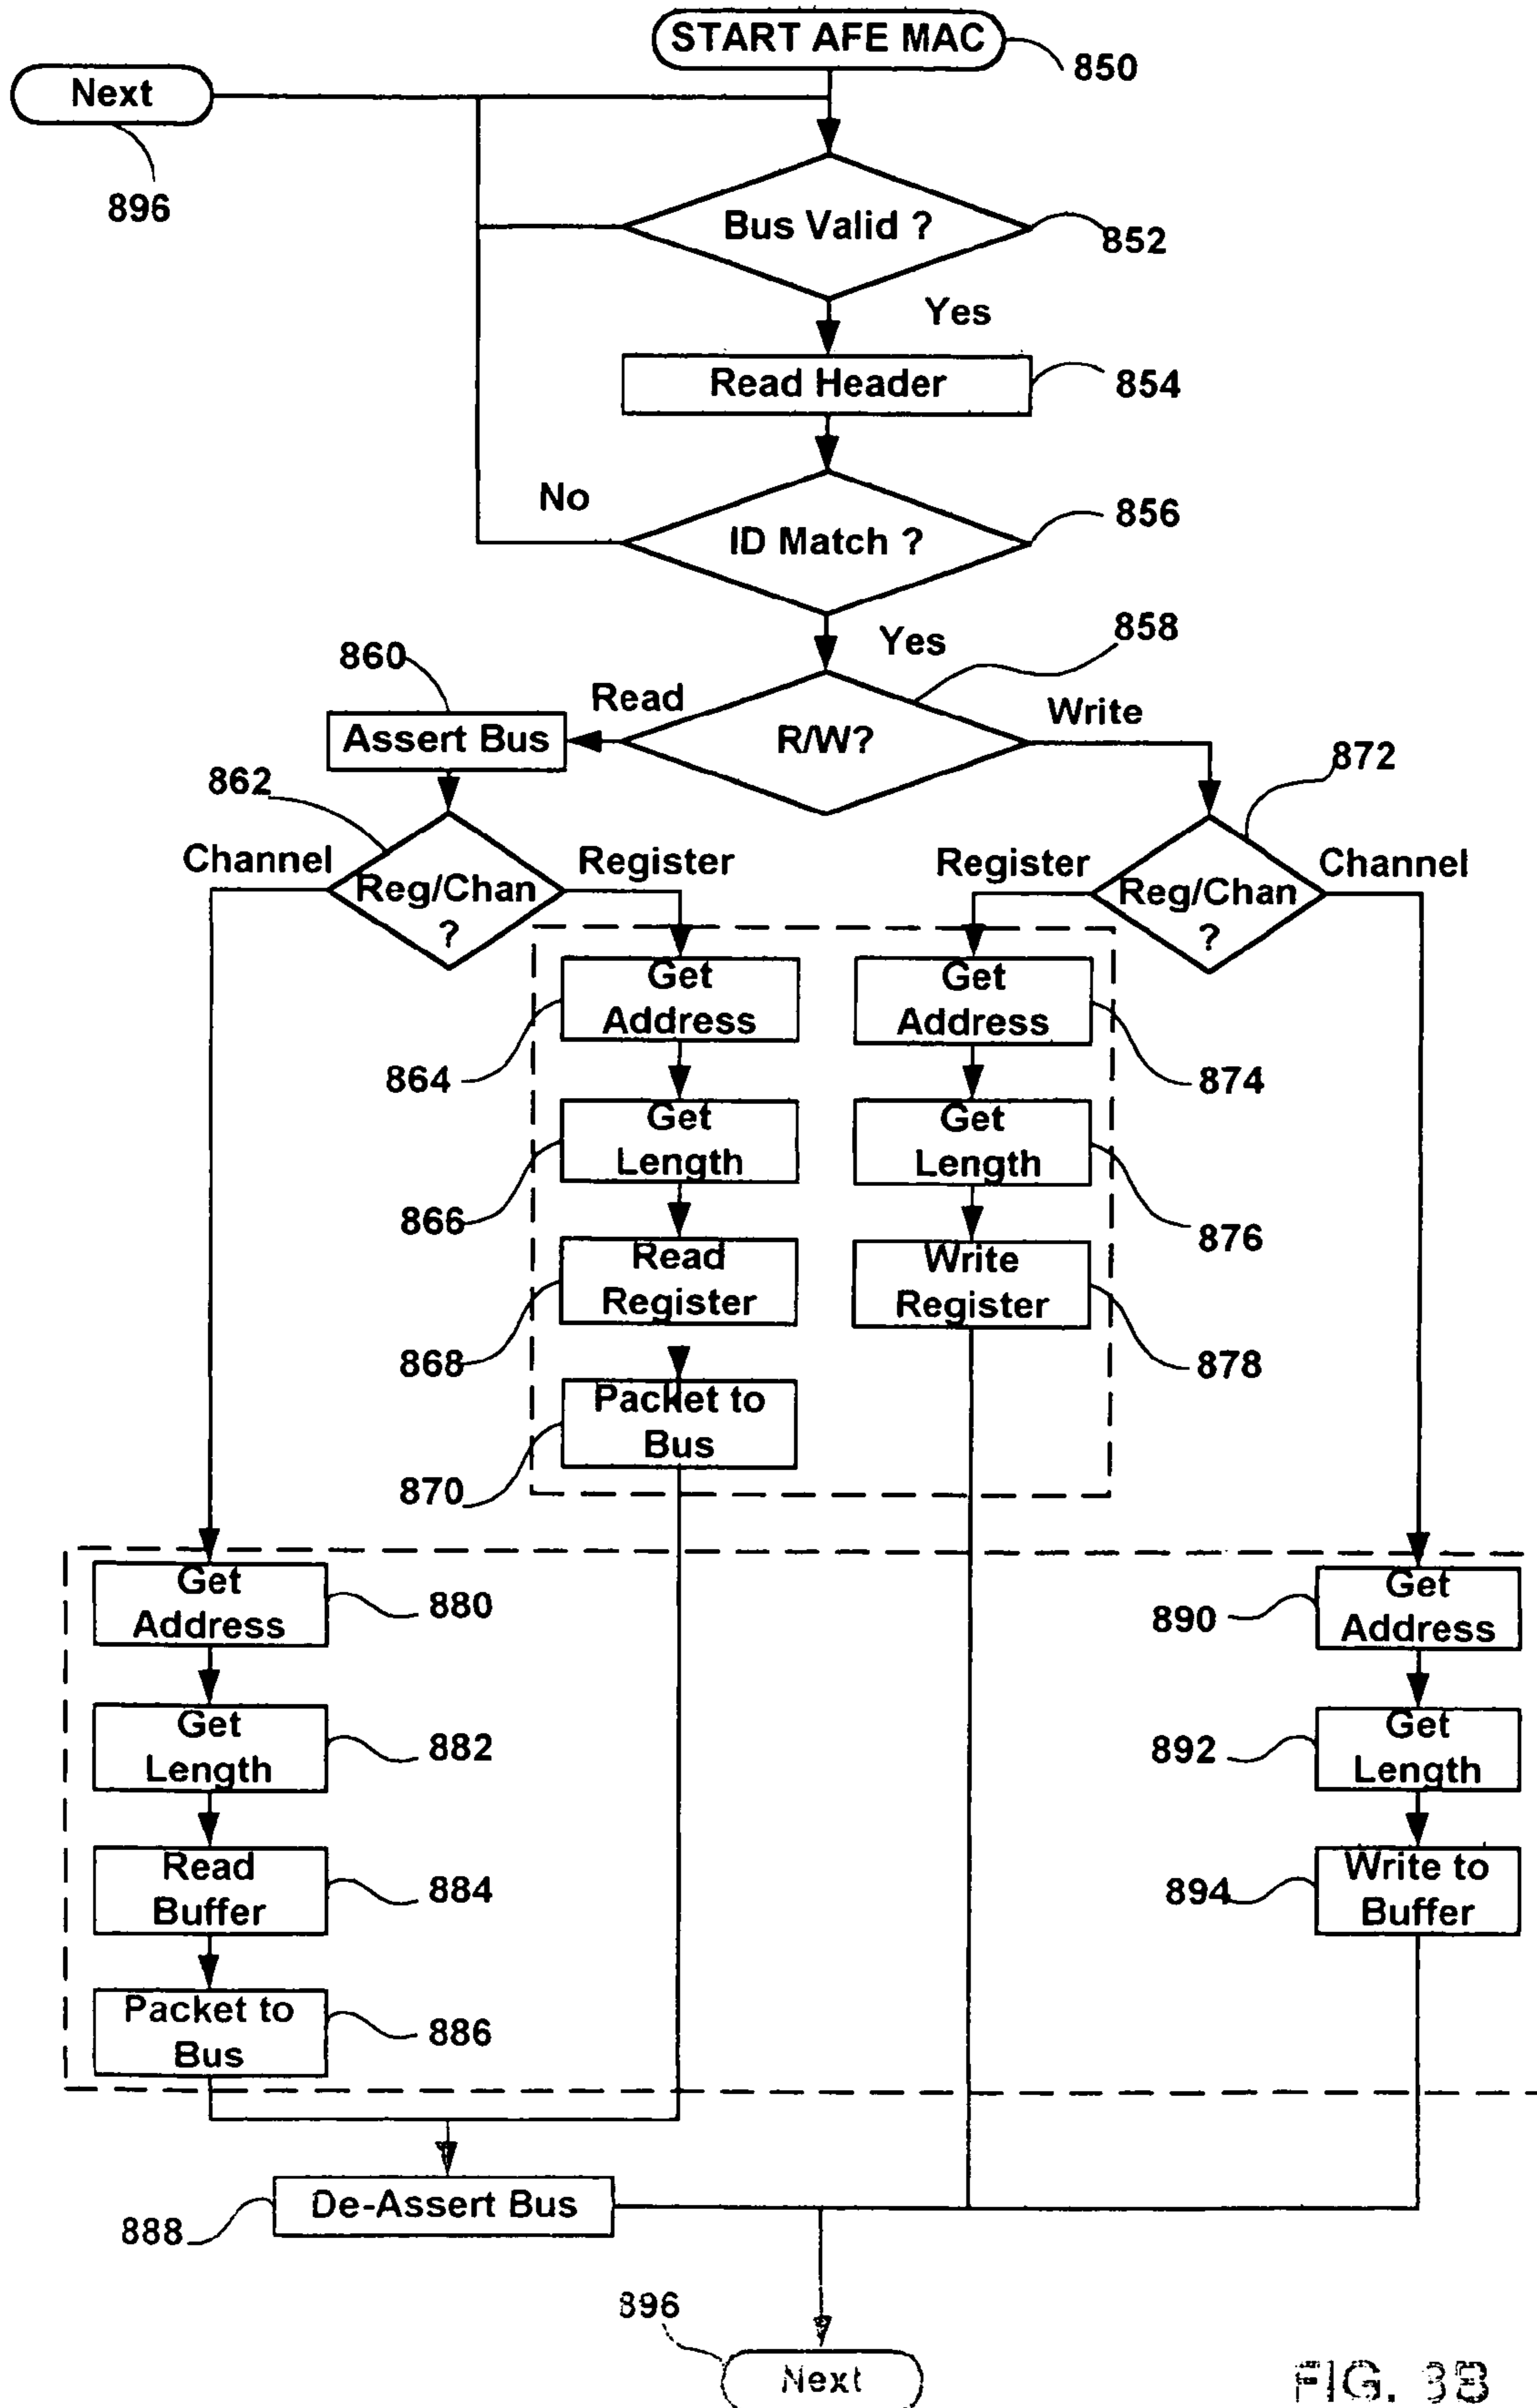 START AFE MAC
850
Next
896
Bus Valid ?
852
Yes
Read Header
854
No
ID Match ?
856
Yes
858
860
Read
R/W?
Write
Assert Bus
862
872
Channel
Reg/Chan
?
Register
Register
Reg/Chan
?
Channel
Get
Address
864
Get
Address
874
Get
Length
866
Get
Length
876
Read
Register
868
Write
Register
878
Packet to
Bus
870
Get
Address
880
890
Get
Address
Get
Length
882
892
Get
Length
Read
Buffer
884
894
Write to
Buffer
Packet to
Bus
886
De-Assert Bus
888
896
Next
FIG. 3B